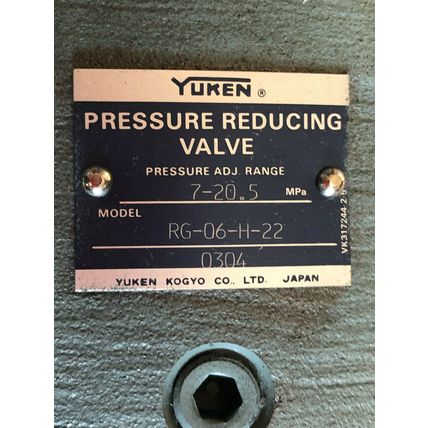 YUKEN ®
PRESSURE REDUCING
VALVE
PRESSURE ADJ. RANGE
7-20.5 MPa
MODEL
RG-06-H-22
0304
YUKEN KOGYO CO., LTD. JAPAN
VK317244-2-5